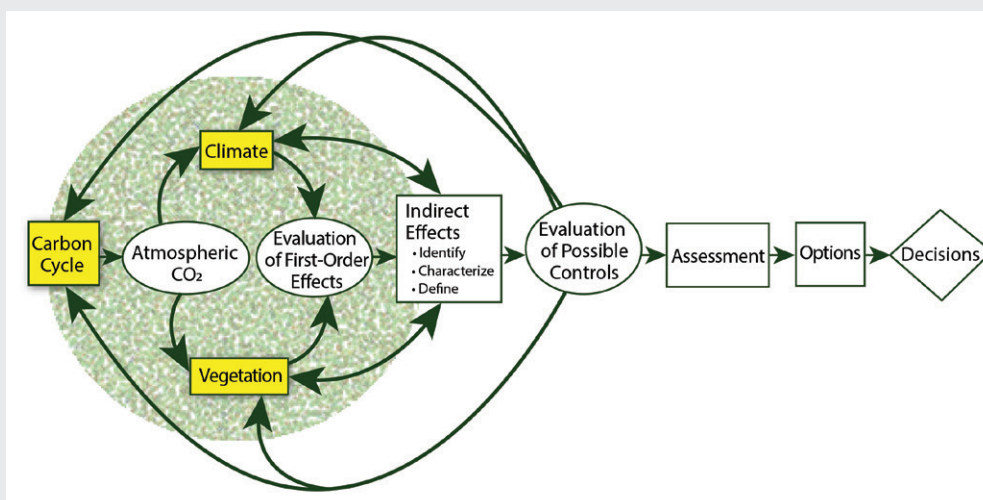 Climate
Carbon
Cycle
Atmospheric
CO₂
Evaluation
of First-Order
Effects
Vegetation
Indirect
Effects
• Identify
• Characterize
• Define
Evaluation
of Possible
Controls
Assessment
Options
Decisions